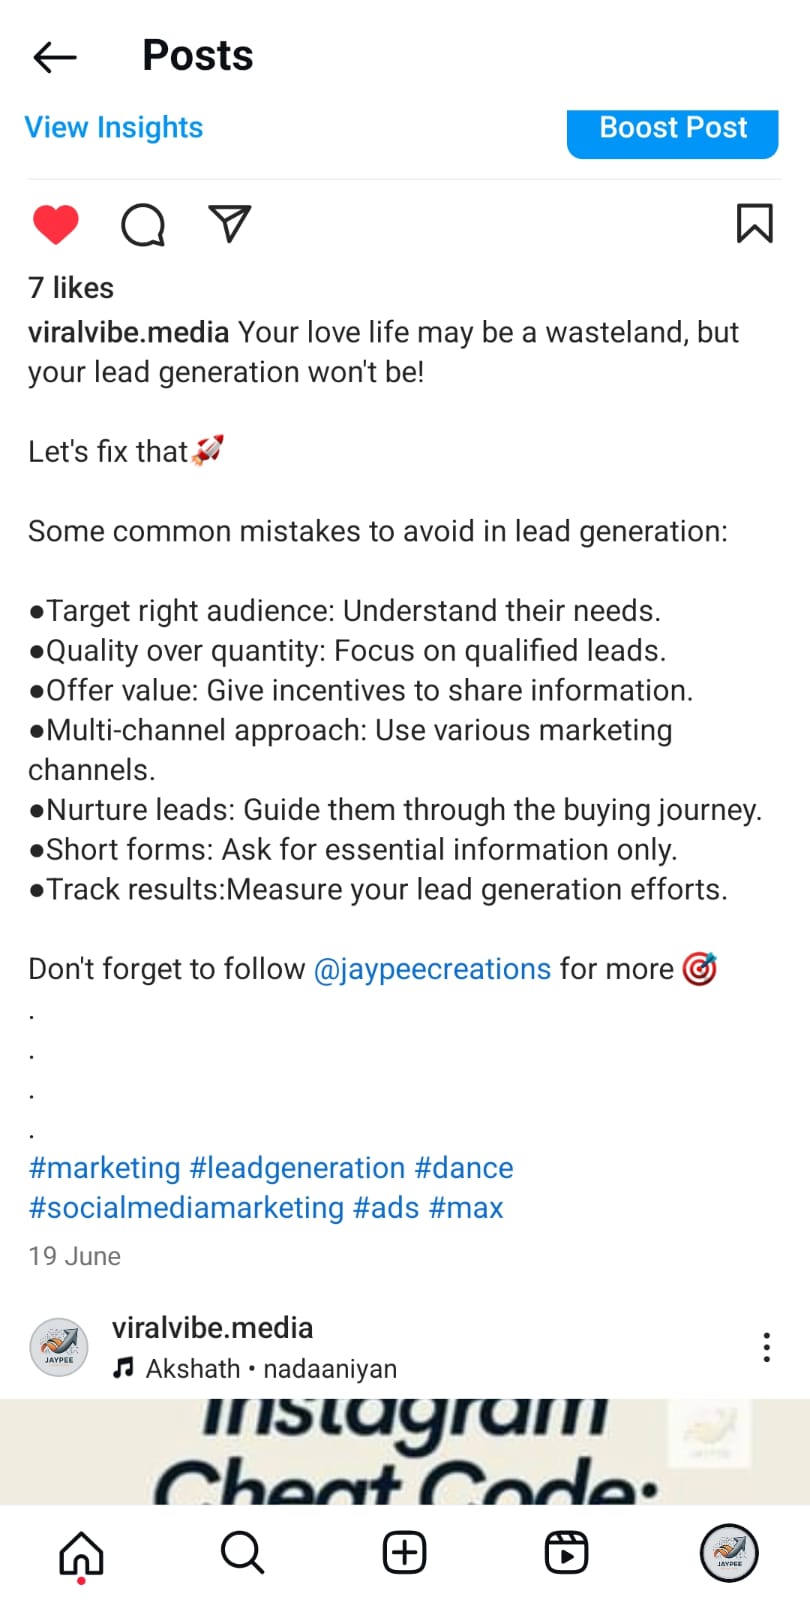 Posts
View Insights
Boost Post
7 likes
viralvibe.media Your love life may be a wasteland, but
your lead generation won't be!
Let's fix that🚀
Some common mistakes to avoid in lead generation:
●Target right audience: Understand their needs.
●Quality over quantity: Focus on qualified leads.
●Offer value: Give incentives to share information.
●Multi-channel approach: Use various marketing
channels.
●Nurture leads: Guide them through the buying journey.
●Short forms: Ask for essential information only.
●Track results:Measure your lead generation efforts.
Don't forget to follow @jaypeecreations for more 🎯
.
.
.
.
#marketing #leadgeneration #dance
#socialmediamarketing #ads #max
19 June
viralvibe.media
JAYPEE
Akshath • nadaaniyan
Instagram
Cheat Code:
JAYPEE